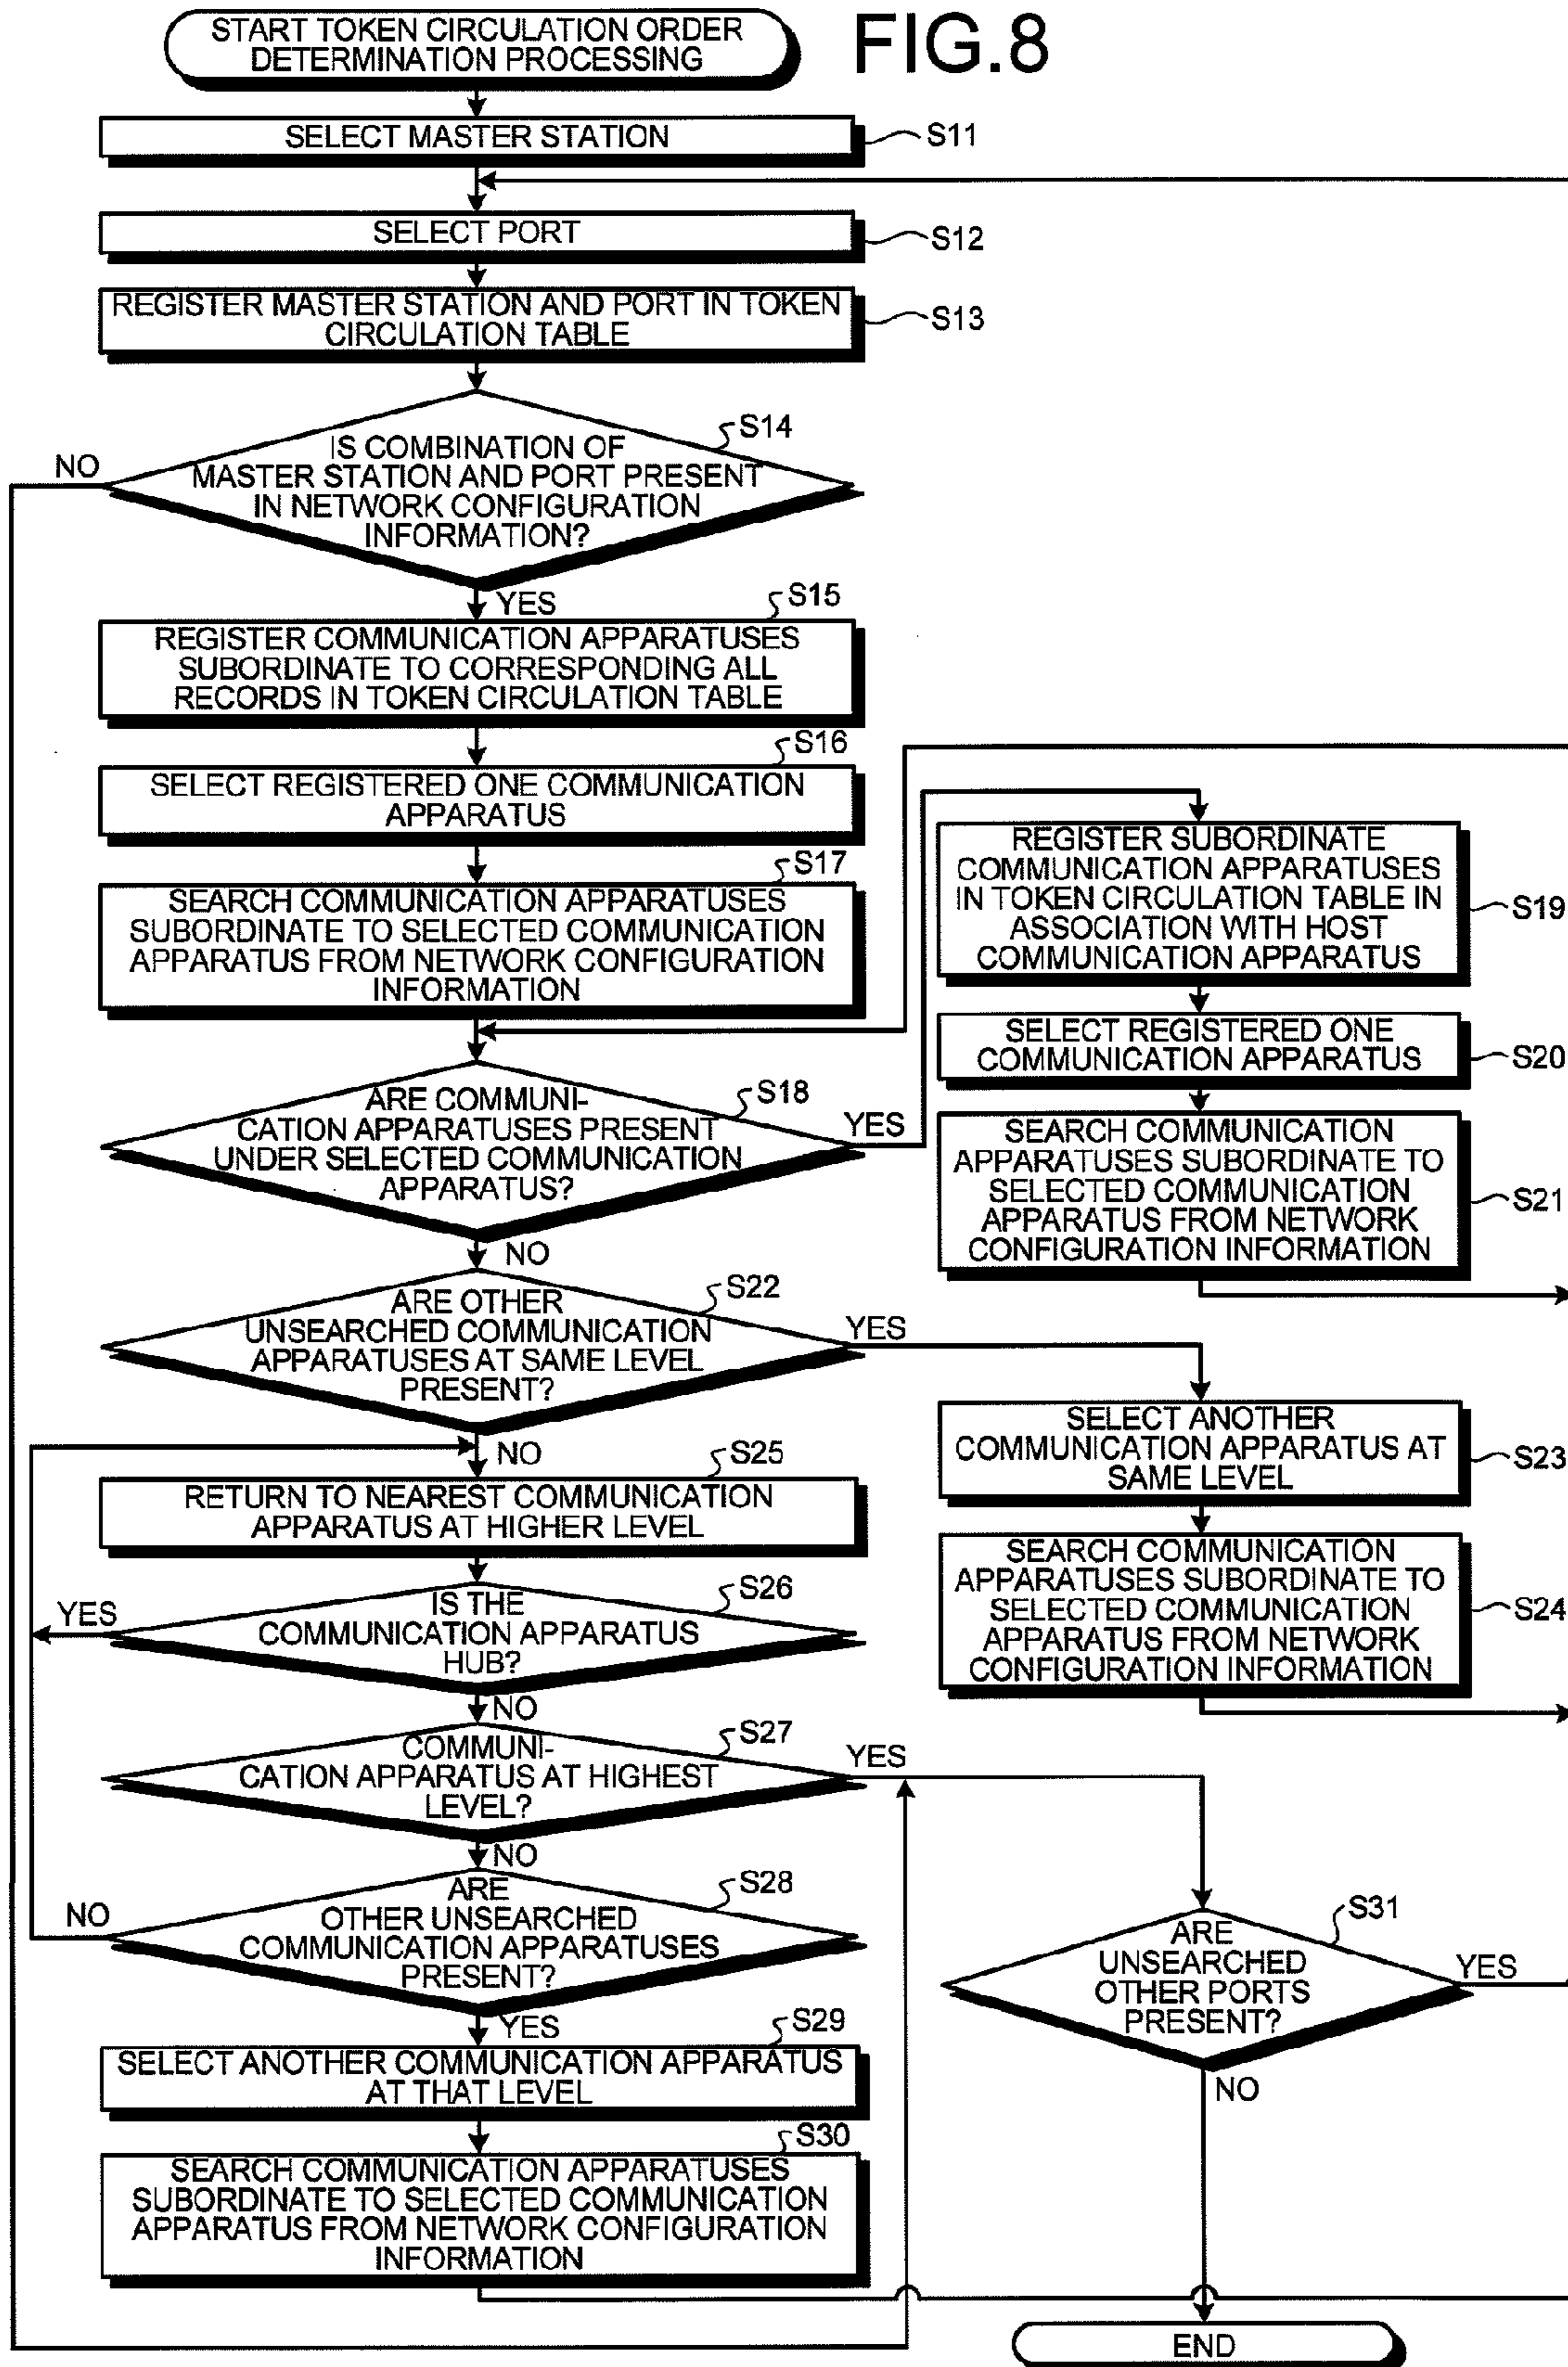 START TOKEN CIRCULATION ORDER
DETERMINATION PROCESSING
FIG.8
SELECT MASTER STATION
S11
SELECT PORT
S12
REGISTER MASTER STATION AND PORT IN TOKEN
CIRCULATION TABLE
S13
S14
IS COMBINATION OF
MASTER STATION AND PORT PRESENT
IN NETWORK CONFIGURATION
INFORMATION?
NO
YES
S15
REGISTER COMMUNICATION APPARATUSES
SUBORDINATE TO CORRESPONDING ALL
RECORDS IN TOKEN CIRCULATION TABLE
S16
SELECT REGISTERED ONE COMMUNICATION
APPARATUS
S17
SEARCH COMMUNICATION APPARATUSES
SUBORDINATE TO SELECTED COMMUNICATION
APPARATUS FROM NETWORK CONFIGURATION
INFORMATION
S18
ARE COMMUNI-
CATION APPARATUSES PRESENT
UNDER SELECTED COMMUNICATION
APPARATUS?
YES
NO
REGISTER SUBORDINATE
COMMUNICATION APPARATUSES
IN TOKEN CIRCULATION TABLE IN
ASSOCIATION WITH HOST
COMMUNICATION APPARATUS
S19
SELECT REGISTERED ONE
COMMUNICATION APPARATUS
S20
SEARCH COMMUNICATION
APPARATUSES SUBORDINATE TO
SELECTED COMMUNICATION
APPARATUS FROM NETWORK
CONFIGURATION INFORMATION
S21
S22
ARE OTHER
UNSEARCHED COMMUNICATION
APPARATUSES AT SAME LEVEL
PRESENT?
YES
NO
SELECT ANOTHER
COMMUNICATION APPARATUS AT
SAME LEVEL
S23
SEARCH COMMUNICATION
APPARATUSES SUBORDINATE TO
SELECTED COMMUNICATION
APPARATUS FROM NETWORK
CONFIGURATION INFORMATION
S24
S25
RETURN TO NEAREST COMMUNICATION
APPARATUS AT HIGHER LEVEL
S26
IS THE
COMMUNICATION APPARATUS
HUB?
YES
NO
S27
COMMUNI-
CATION APPARATUS AT HIGHEST
LEVEL?
YES
NO
S28
ARE
OTHER UNSEARCHED
COMMUNICATION APPARATUSES
PRESENT?
NO
YES
S29
SELECT ANOTHER COMMUNICATION APPARATUS
AT THAT LEVEL
S30
SEARCH COMMUNICATION APPARATUSES
SUBORDINATE TO SELECTED COMMUNICATION
APPARATUS FROM NETWORK CONFIGURATION
INFORMATION
S31
ARE
UNSEARCHED
OTHER PORTS
PRESENT?
YES
NO
END